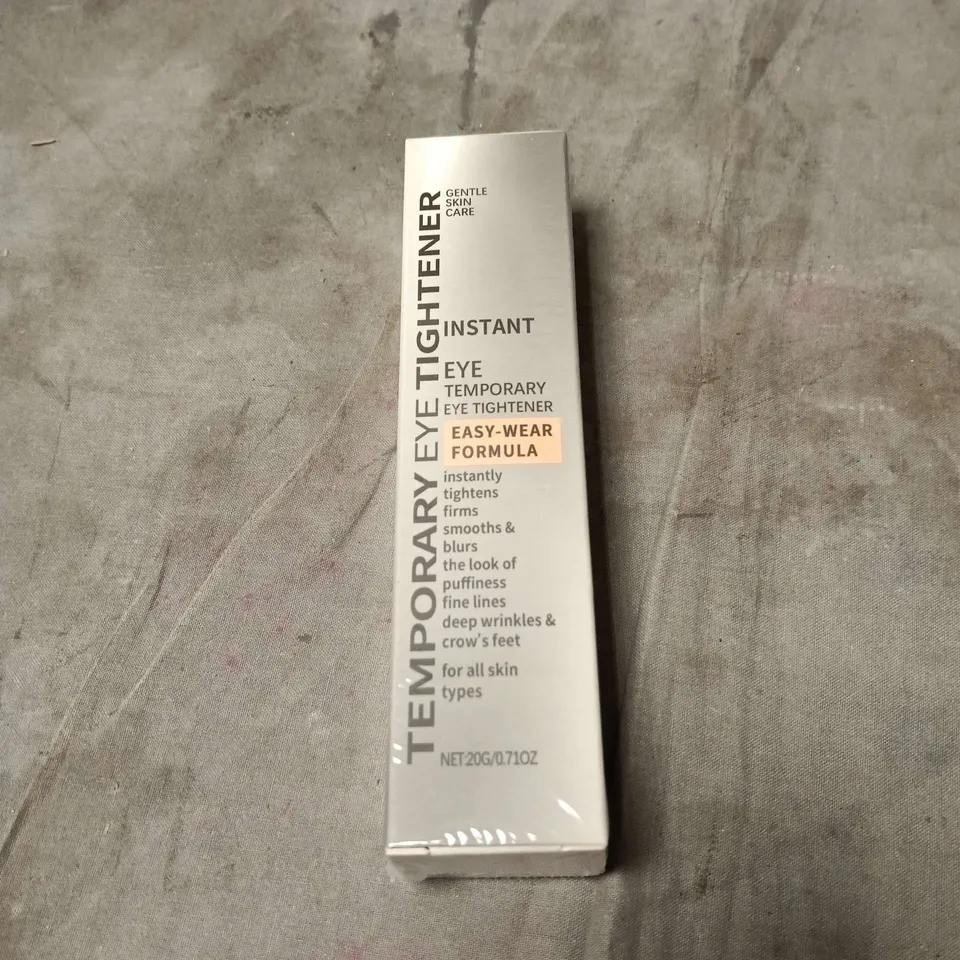 TEMPORARY EYE TIGHTENER
GENTLE
SKIN
CARE
INSTANT
EYE
TEMPORARY
EYE TIGHTENER
EASY-WEAR
FORMULA
instantly
tightens
firms
smooths &
blurs
the look of
puffiness
fine lines
deep wrinkles &
crow's feet
for all skin
types
NET:20G/0.71OZ